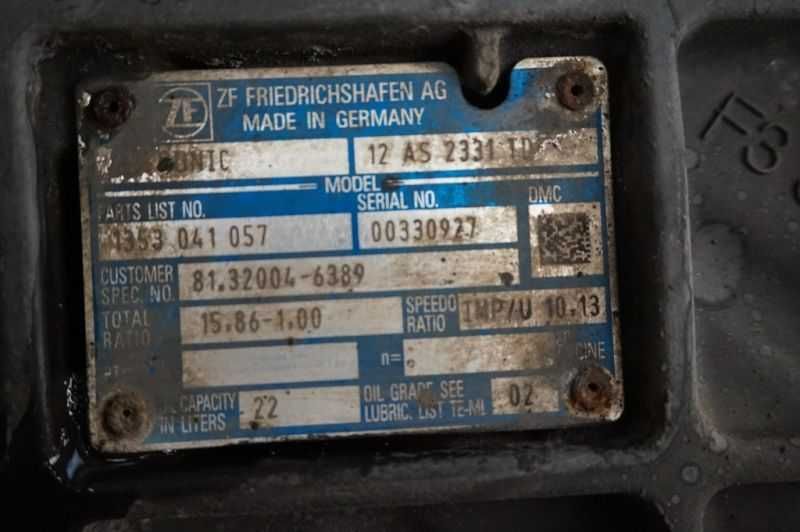 ZF
ZF FRIEDRICHSHAFEN AG
MADE IN GERMANY
12 AS 2331 TD
MODEL
PARTS LIST NO.
SERIAL NO.
DMC
1353 041 057
00330927
CUSTOMER
SPEC. NO.
81.32004-6389
TOTAL
RATIO
15.86-1.00
SPEEDO
RATIO
IMP/U 10.13
n=
CAPACITY
IN LITERS
22
OIL GRADE SEE
LUBRIC. LIST TE-ML
02
FS